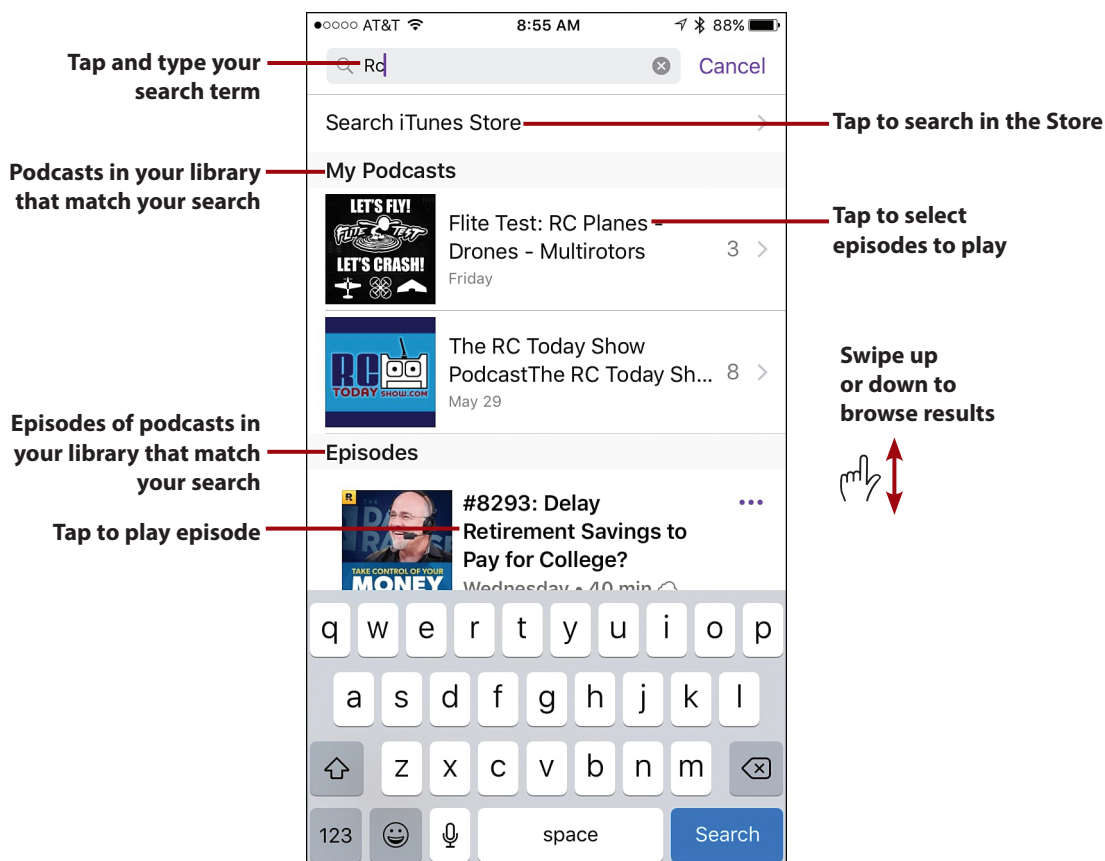 ●○○○○ AT&T 8:55 AM 88%
Tap and type your
search term
Rc
Cancel
Search iTunes Store
Tap to search in the Store
Podcasts in your library
that match your search
My Podcasts
LET'S FLY!
FLITE TEST
LET'S CRASH!
Flite Test: RC Planes -
Drones - Multirotors
Friday
3
Tap to select
episodes to play
RC
TODAY SHOW.COM
The RC Today Show
PodcastThe RC Today Sh...
May 29
8
Swipe up
or down to
browse results
Episodes of podcasts in
your library that match
your search
Episodes
Tap to play episode
R
THE
TAKE CONTROL OF YOUR
MONEY
#8293: Delay
Retirement Savings to
Pay for College?
Wednesday • 40 min
q w e r t y u i o p
a s d f g h j k l
z x c v b n m
123 space Search